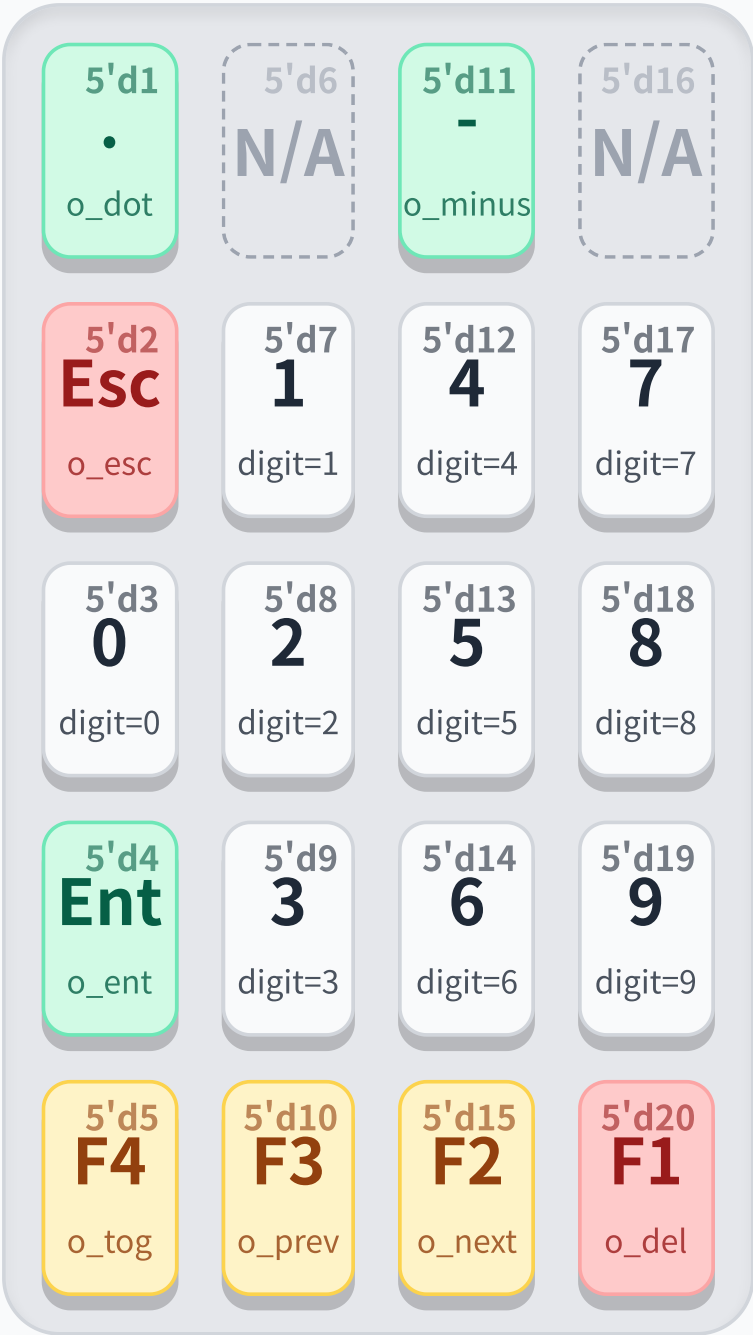 5'd1
.
o_dot
5'd6
N/A
5'd11
-
o_minus
5'd16
N/A
5'd2
Esc
o_esc
5'd7
1
digit=1
5'd12
4
digit=4
5'd17
7
digit=7
5'd3
0
digit=0
5'd8
2
digit=2
5'd13
5
digit=5
5'd18
8
digit=8
5'd4
Ent
o_ent
5'd9
3
digit=3
5'd14
6
digit=6
5'd19
9
digit=9
5'd5
F4
o_tog
5'd10
F3
o_prev
5'd15
F2
o_next
5'd20
F1
o_del